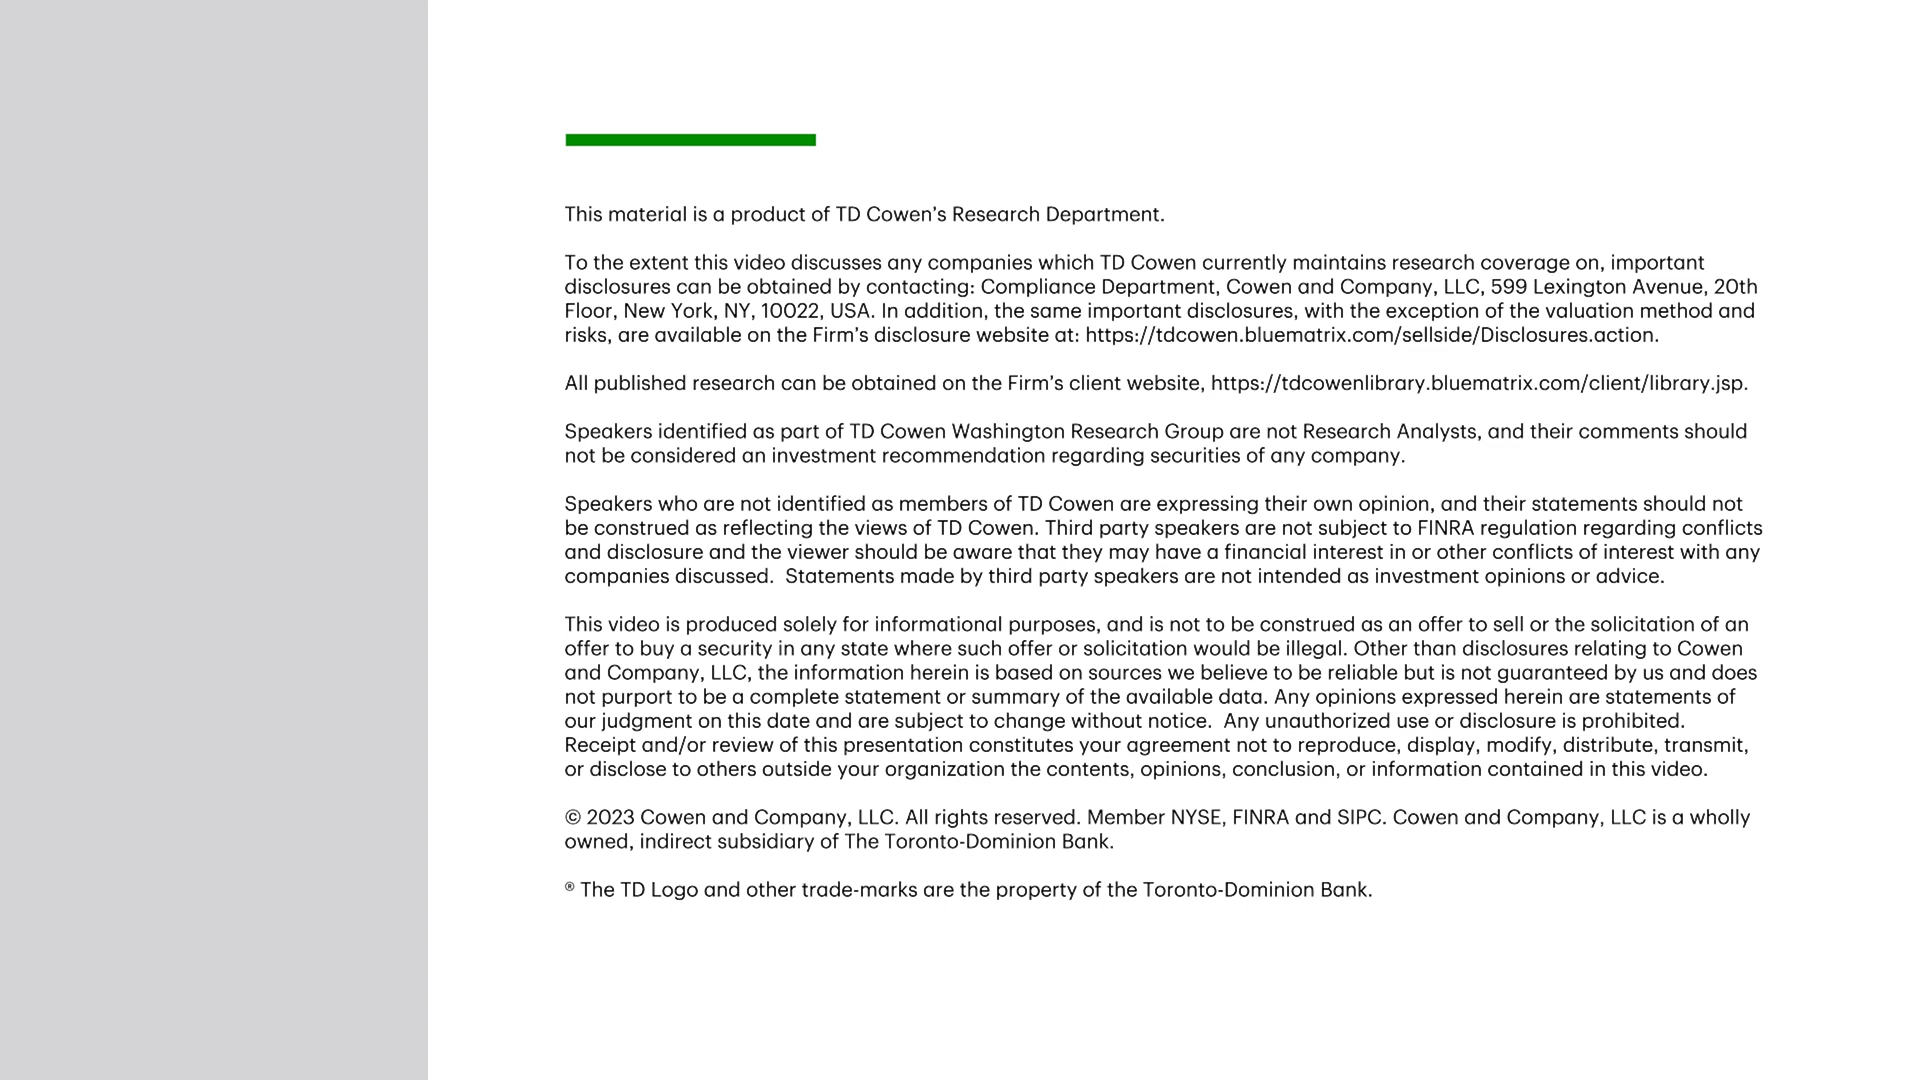 This material is a product of TD Cowen’s Research Department.
To the extent this video discusses any companies which TD Cowen currently maintains research coverage on, important
disclosures can be obtained by contacting: Compliance Department, Cowen and Company, LLC, 599 Lexington Avenue, 20th
Floor, New York, NY, 10022, USA. In addition, the same important disclosures, with the exception of the valuation method and
risks, are available on the Firm’s disclosure website at: https://tdcowen.bluematrix.com/sellside/Disclosures.action.
All published research can be obtained on the Firm’s client website, https://tdcowenlibrary.bluematrix.com/client/library.jsp.
Speakers identified as part of TD Cowen Washington Research Group are not Research Analysts, and their comments should
not be considered an investment recommendation regarding securities of any company.
Speakers who are not identified as members of TD Cowen are expressing their own opinion, and their statements should not
be construed as reflecting the views of TD Cowen. Third party speakers are not subject to FINRA regulation regarding conflicts
and disclosure and the viewer should be aware that they may have a financial interest in or other conflicts of interest with any
companies discussed.  Statements made by third party speakers are not intended as investment opinions or advice.
This video is produced solely for informational purposes, and is not to be construed as an offer to sell or the solicitation of an
offer to buy a security in any state where such offer or solicitation would be illegal. Other than disclosures relating to Cowen
and Company, LLC, the information herein is based on sources we believe to be reliable but is not guaranteed by us and does
not purport to be a complete statement or summary of the available data. Any opinions expressed herein are statements of
our judgment on this date and are subject to change without notice.  Any unauthorized use or disclosure is prohibited.
Receipt and/or review of this presentation constitutes your agreement not to reproduce, display, modify, distribute, transmit,
or disclose to others outside your organization the contents, opinions, conclusion, or information contained in this video.
© 2023 Cowen and Company, LLC. All rights reserved. Member NYSE, FINRA and SIPC. Cowen and Company, LLC is a wholly
owned, indirect subsidiary of The Toronto-Dominion Bank.
® The TD Logo and other trade-marks are the property of the Toronto-Dominion Bank.